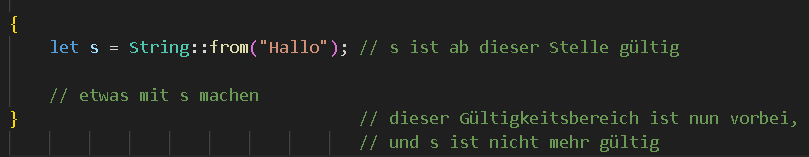 {
let s = String::from("Hallo"); // s ist ab dieser Stelle gültig
// etwas mit s machen
} // dieser Gültigkeitsbereich ist nun vorbei,
// und s ist nicht mehr gültig